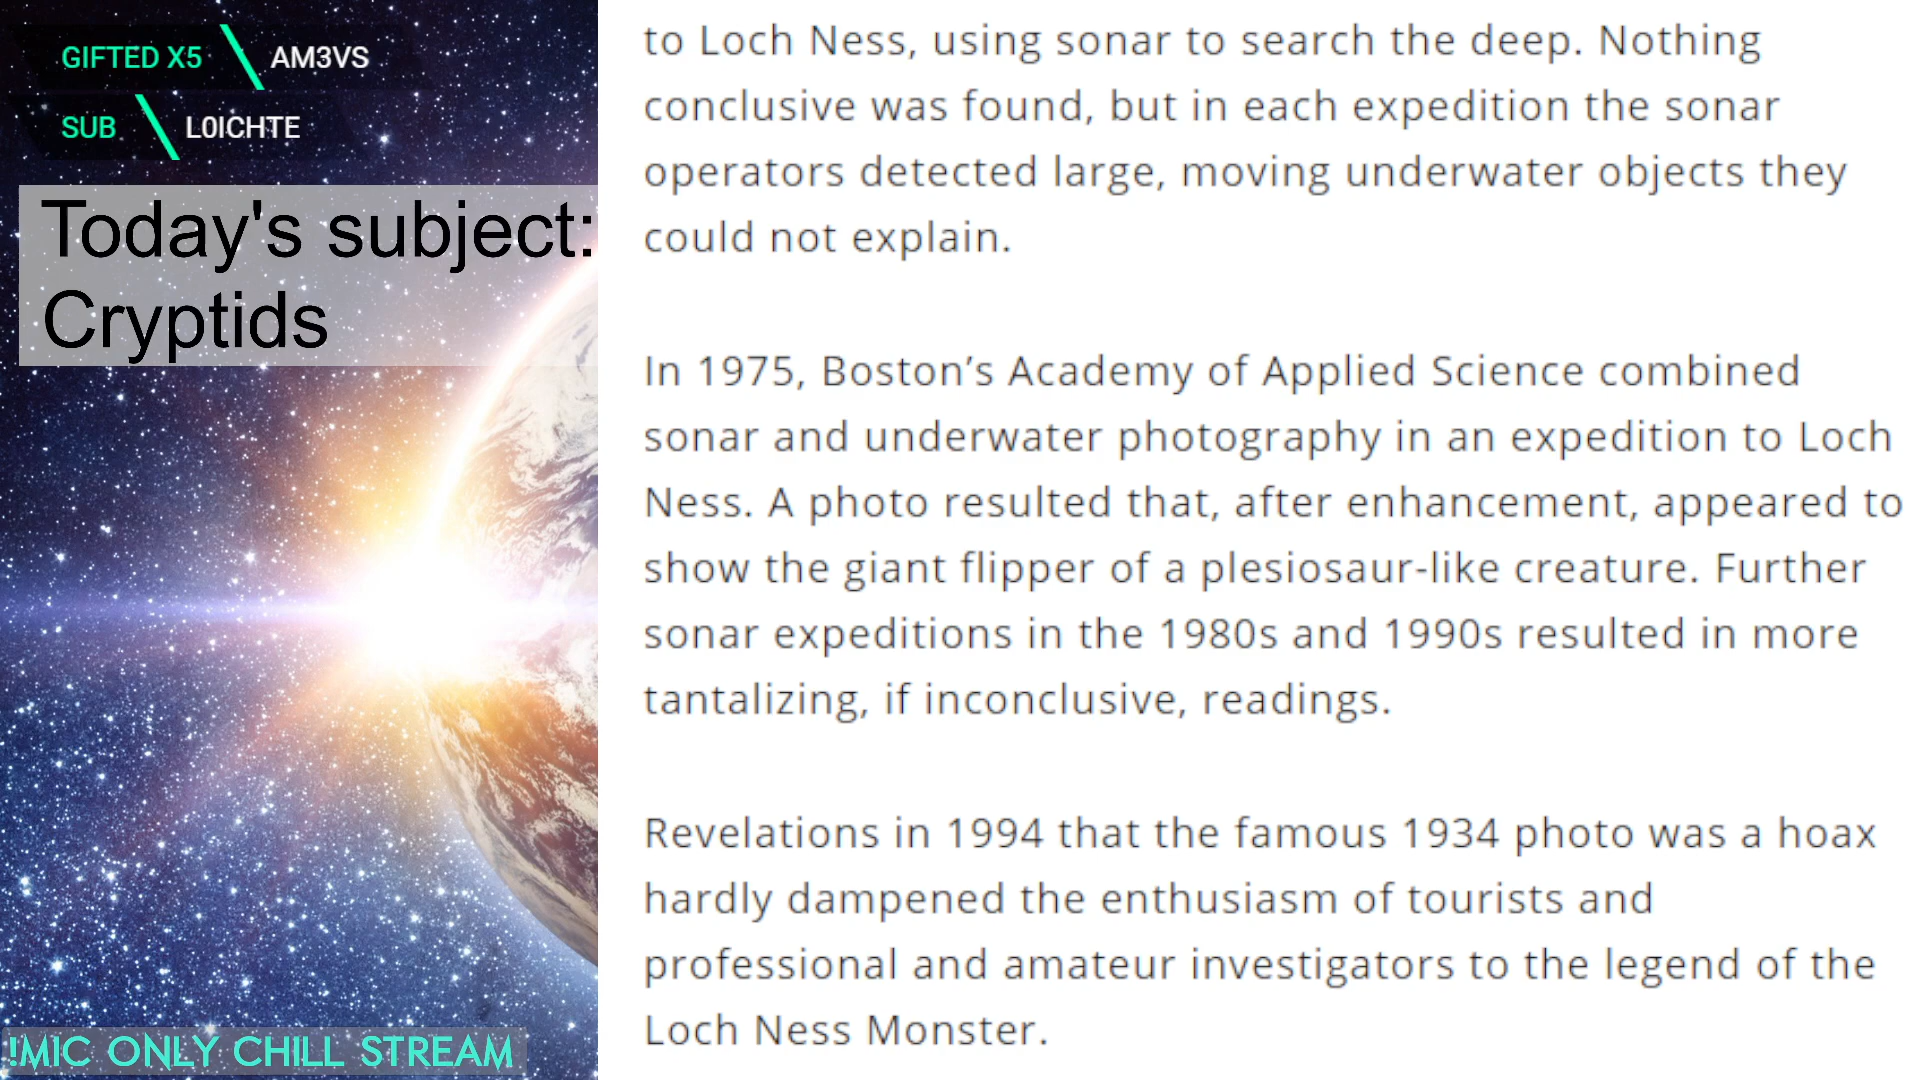 GIFTED X5 AM3VS
SUB L0ICHTE
Today's subject:
Cryptids
!MIC ONLY CHILL STREAM
to Loch Ness, using sonar to search the deep. Nothing
conclusive was found, but in each expedition the sonar
operators detected large, moving underwater objects they
could not explain.
In 1975, Boston’s Academy of Applied Science combined
sonar and underwater photography in an expedition to Loch
Ness. A photo resulted that, after enhancement, appeared to
show the giant flipper of a plesiosaur-like creature. Further
sonar expeditions in the 1980s and 1990s resulted in more
tantalizing, if inconclusive, readings.
Revelations in 1994 that the famous 1934 photo was a hoax
hardly dampened the enthusiasm of tourists and
professional and amateur investigators to the legend of the
Loch Ness Monster.